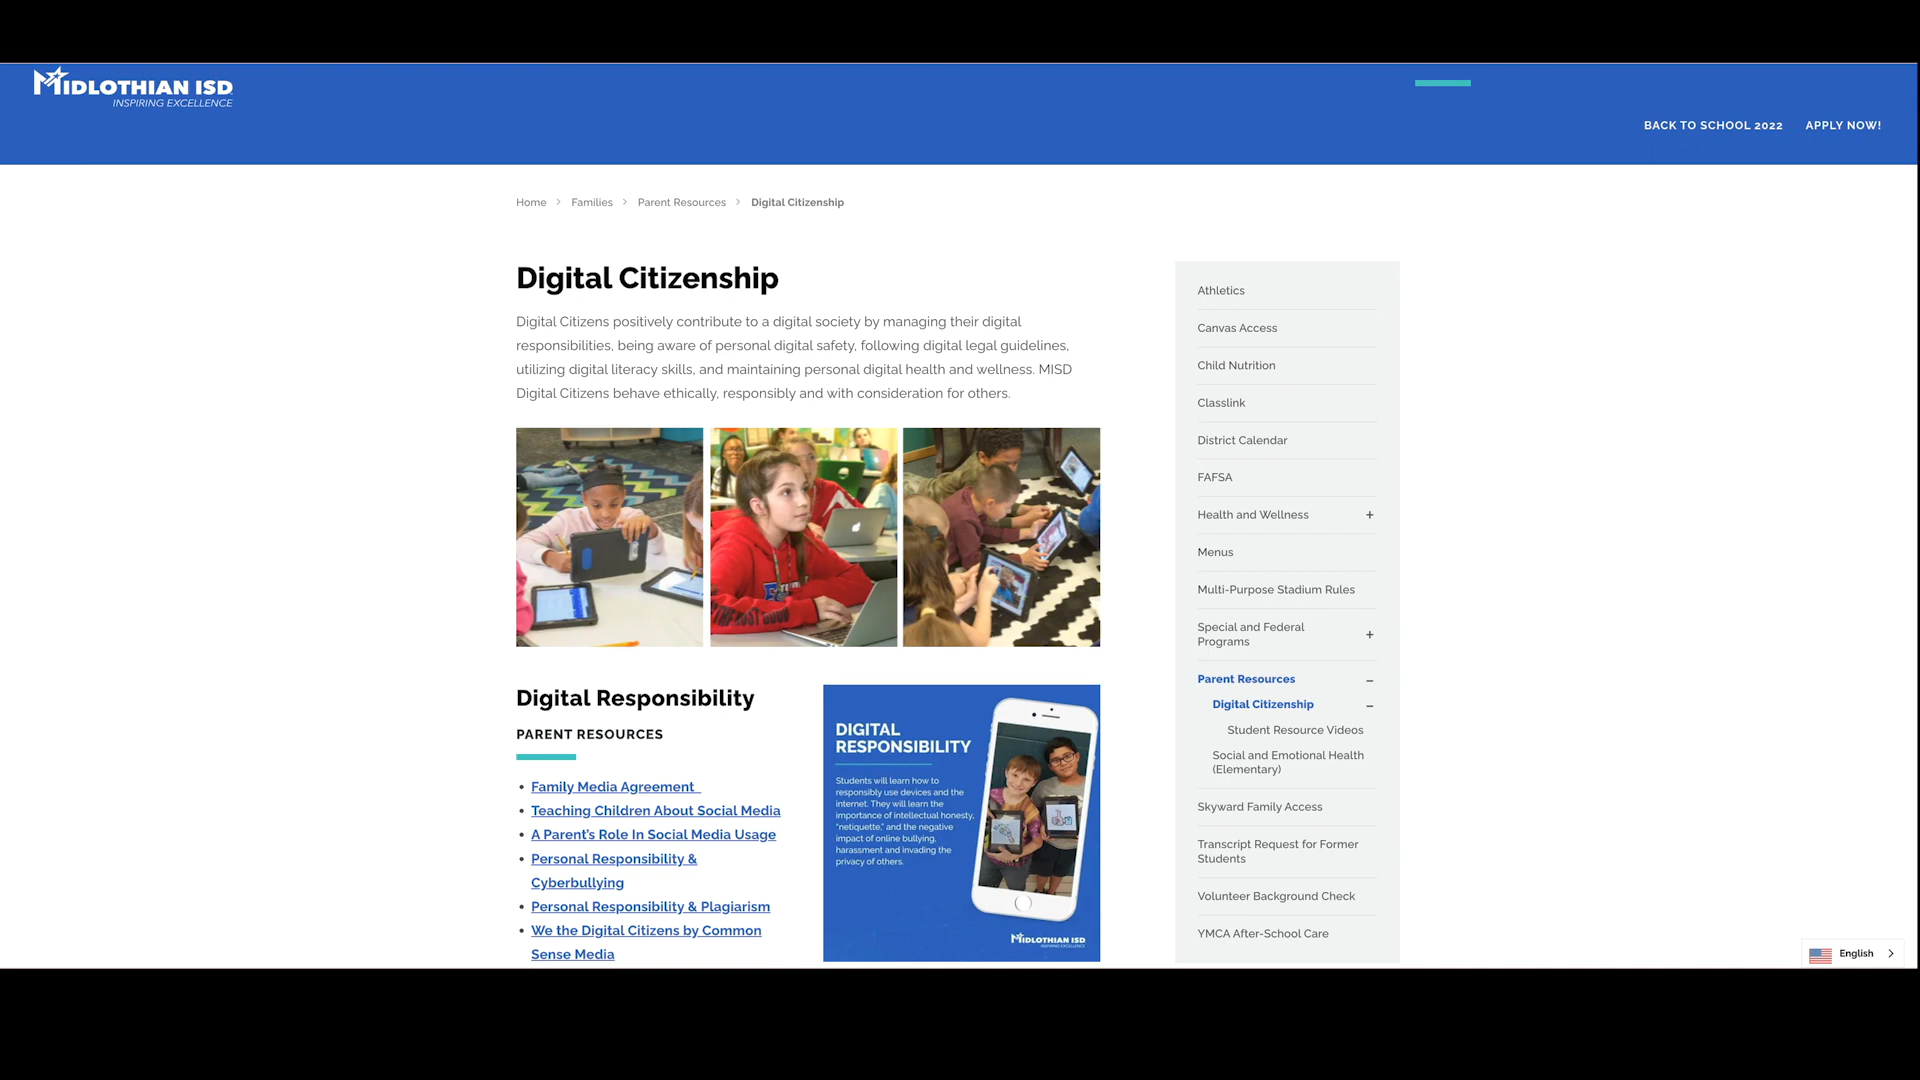 MIDLOTHIAN ISD
INSPIRING EXCELLENCE
BACK TO SCHOOL 2022 APPLY NOW!
Home > Families > Parent Resources > Digital Citizenship
Digital Citizenship
Digital Citizens positively contribute to a digital society by managing their digital
responsibilities, being aware of personal digital safety, following digital legal guidelines,
utilizing digital literacy skills, and maintaining personal digital health and wellness. MISD
Digital Citizens behave ethically, responsibly and with consideration for others.
Digital Responsibility
PARENT RESOURCES
• Family Media Agreement
• Teaching Children About Social Media
• A Parent's Role In Social Media Usage
• Personal Responsibility &
Cyberbullying
• Personal Responsibility & Plagiarism
• We the Digital Citizens by Common
Sense Media
DIGITAL
RESPONSIBILITY
Students will learn how to
responsibly use devices and the
internet. They will learn the
importance of intellectual honesty,
"netiquette," and the negative
impact of online bullying,
harassment and invading the
privacy of others.
MIDLOTHIAN ISD
INSPIRING EXCELLENCE
Athletics
Canvas Access
Child Nutrition
Classlink
District Calendar
FAFSA
Health and Wellness +
Menus
Multi-Purpose Stadium Rules
Special and Federal
Programs +
Parent Resources –
Digital Citizenship –
Student Resource Videos
Social and Emotional Health
(Elementary)
Skyward Family Access
Transcript Request for Former
Students
Volunteer Background Check
YMCA After-School Care
English >